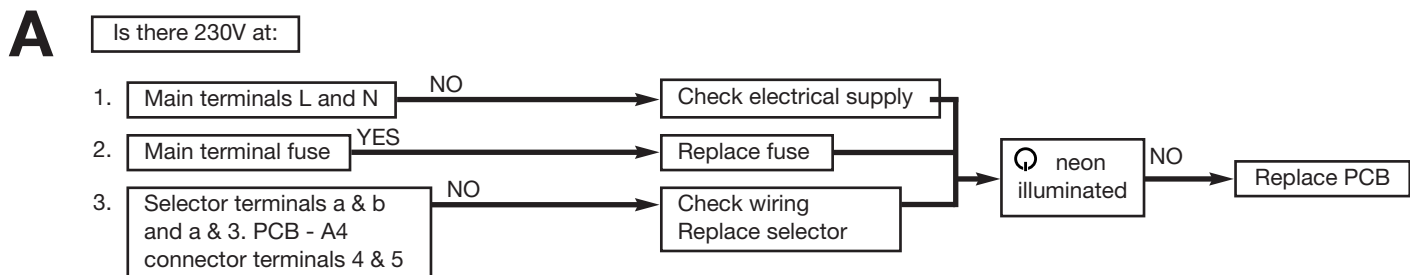 A
Is there 230V at:
1. Main terminals L and N
NO
Check electrical supply
2. Main terminal fuse
YES
Replace fuse
neon
illuminated
NO
Replace PCB
3. Selector terminals a & b
and a & 3. PCB - A4
connector terminals 4 & 5
NO
Check wiring
Replace selector